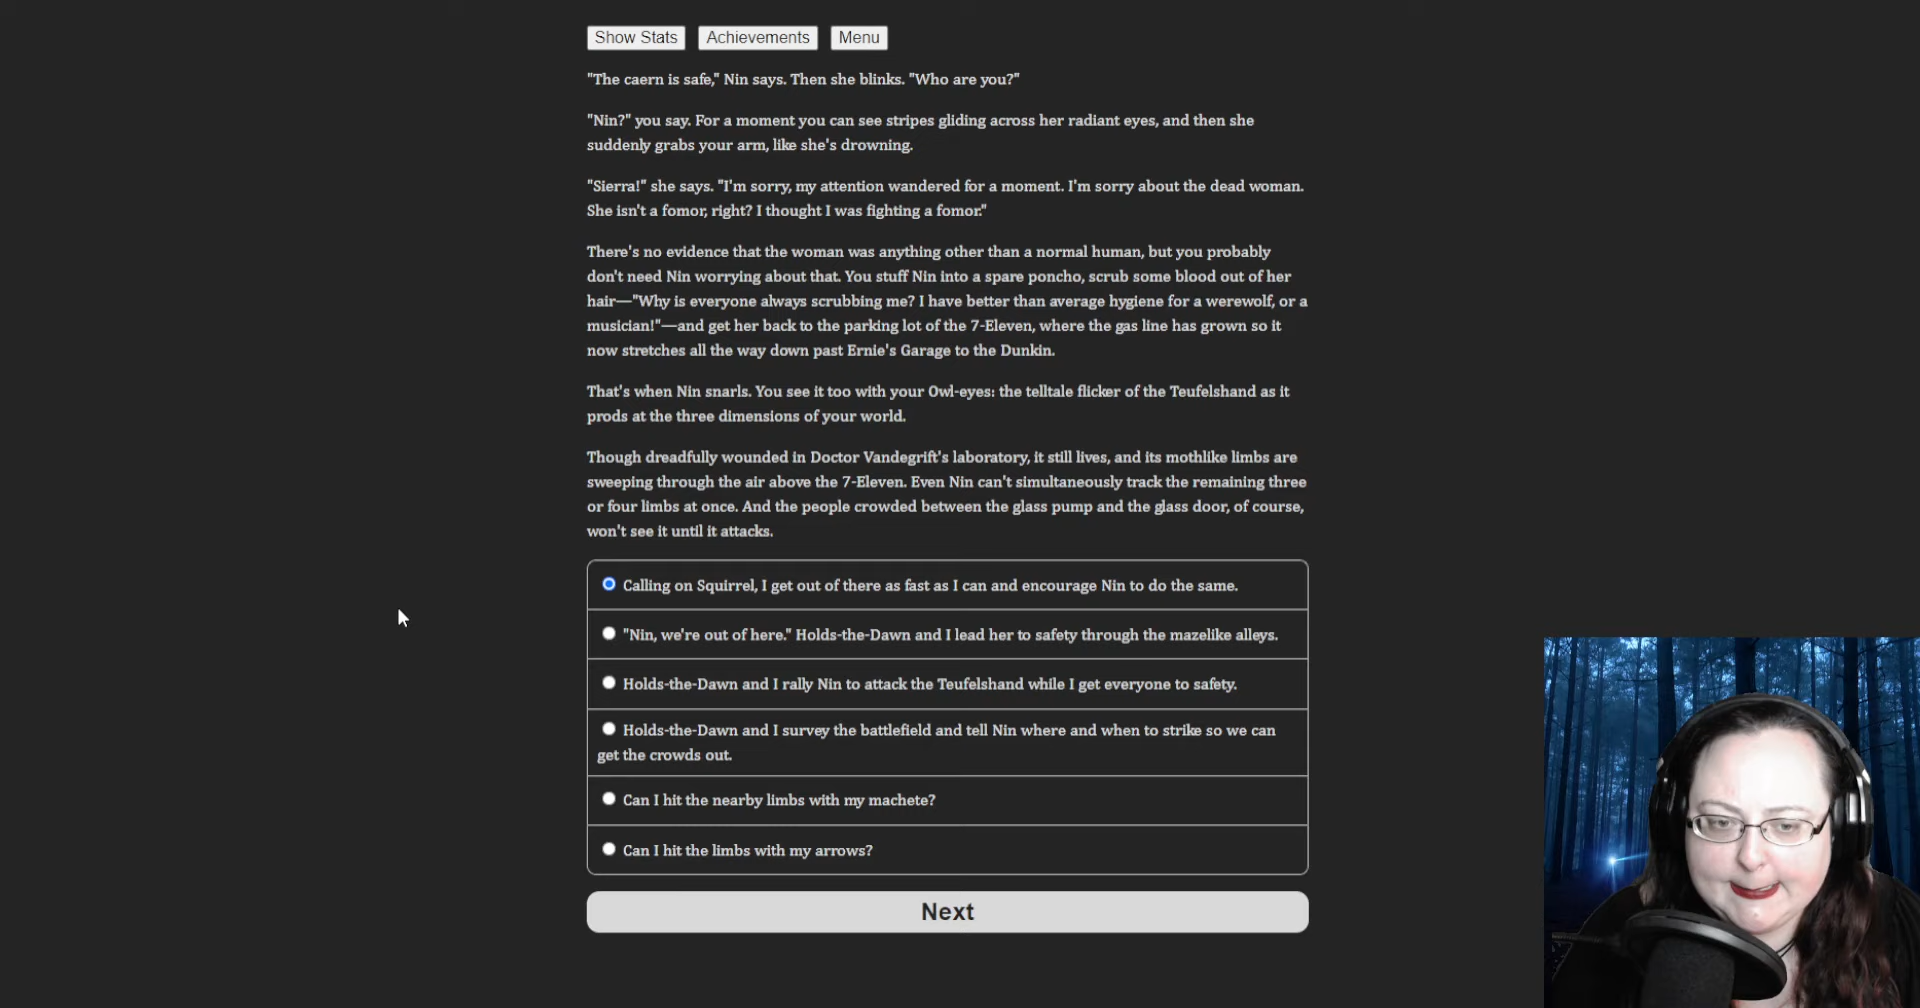 Show Stats
Achievements
Menu
"The caern is safe," Nin says. Then she blinks. "Who are you?"
"Nin?" you say. For a moment you can see stripes gliding across her radiant eyes, and then she
suddenly grabs your arm, like she's drowning.
"Sierra!" she says. "I'm sorry, my attention wandered for a moment. I'm sorry about the dead woman.
She isn't a fomor, right? I thought I was fighting a fomor."
There's no evidence that the woman was anything other than a normal human, but you probably
don't need Nin worrying about that. You stuff Nin into a spare poncho, scrub some blood out of her
hair—"Why is everyone always scrubbing me? I have better than average hygiene for a werewolf, or a
musician!"—and get her back to the parking lot of the 7-Eleven, where the gas line has grown so it
now stretches all the way down past Ernie's Garage to the Dunkin.
That's when Nin snarls. You see it too with your Owl-eyes: the telltale flicker of the Teufelshand as it
prods at the three dimensions of your world.
Though dreadfully wounded in Doctor Vandegrift's laboratory, it still lives, and its mothlike limbs are
sweeping through the air above the 7-Eleven. Even Nin can't simultaneously track the remaining three
or four limbs at once. And the people crowded between the glass pump and the glass door, of course,
won't see it until it attacks.
Calling on Squirrel, I get out of there as fast as I can and encourage Nin to do the same.
"Nin, we're out of here." Holds-the-Dawn and I lead her to safety through the mazelike alleys.
Holds-the-Dawn and I rally Nin to attack the Teufelshand while I get everyone to safety.
Holds-the-Dawn and I survey the battlefield and tell Nin where and when to strike so we can
get the crowds out.
Can I hit the nearby limbs with my machete?
Can I hit the limbs with my arrows?
Next